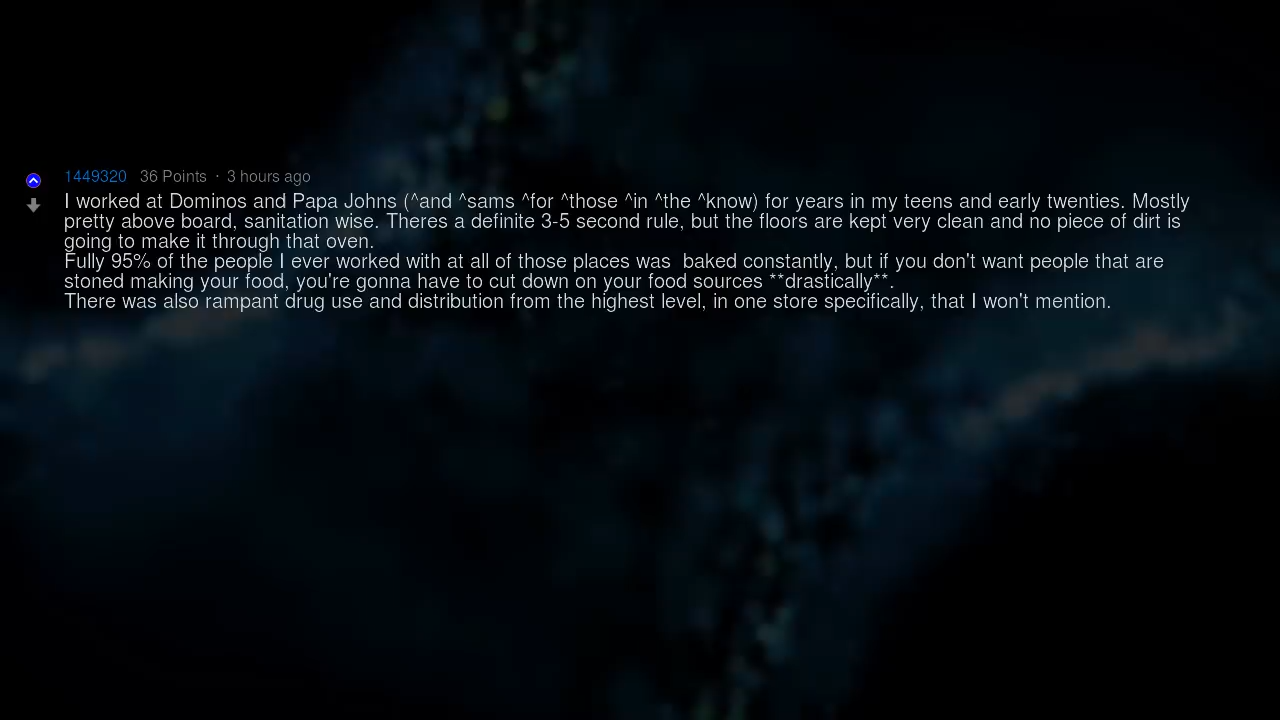 1449320 36 Points · 3 hours ago
I worked at Dominos and Papa Johns (^and ^sams ^for ^those ^in ^the ^know) for years in my teens and early twenties. Mostly
pretty above board, sanitation wise. Theres a definite 3-5 second rule, but the floors are kept very clean and no piece of dirt is
going to make it through that oven.
Fully 95% of the people I ever worked with at all of those places was  baked constantly, but if you don't want people that are
stoned making your food, you're gonna have to cut down on your food sources **drastically**.
There was also rampant drug use and distribution from the highest level, in one store specifically, that I won't mention.